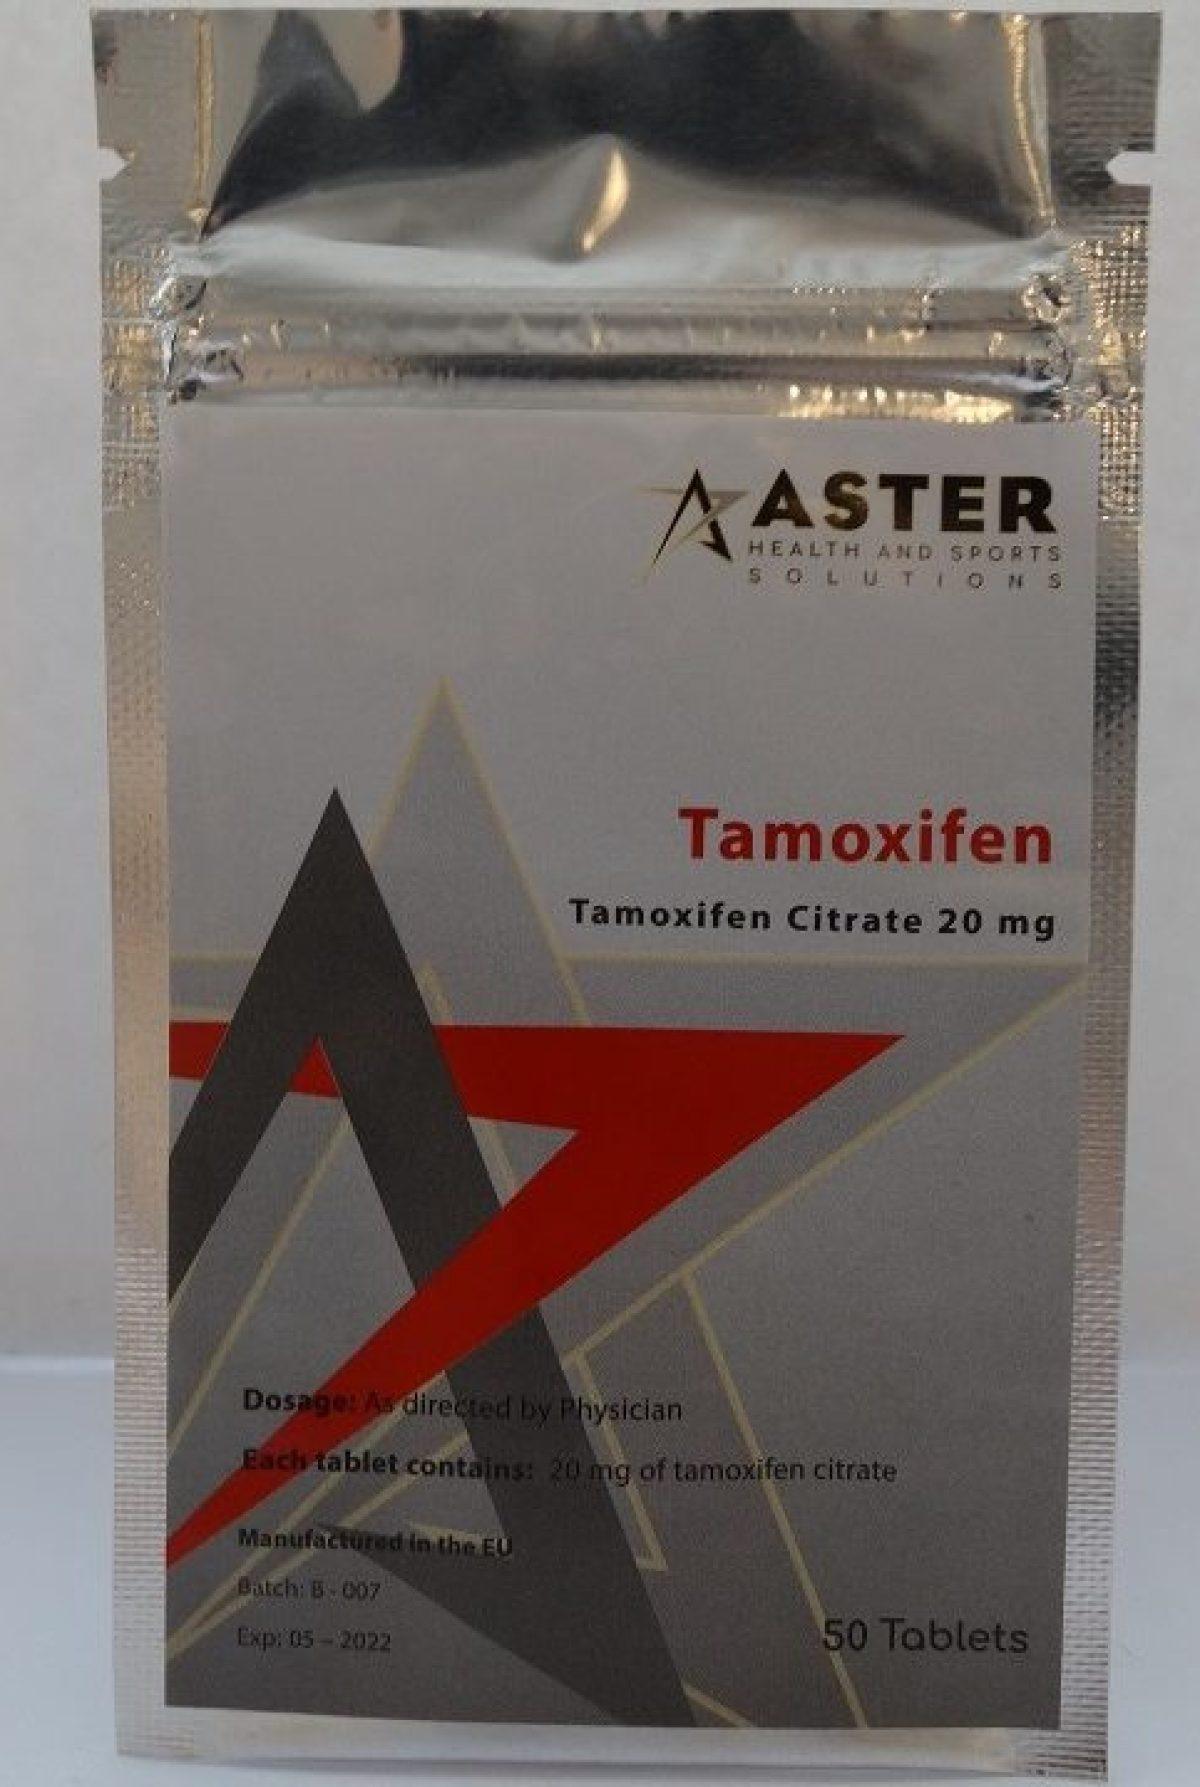 ASTER
HEALTH AND SPORTS
SOLUTIONS
Tamoxifen
Tamoxifen Citrate 20 mg
Dosage: As directed by Physician
Each tablet contains: 20 mg of tamoxifen citrate
Manufactured in the EU
Batch: B - 007
Exp: 05 – 2022
50 Tablets